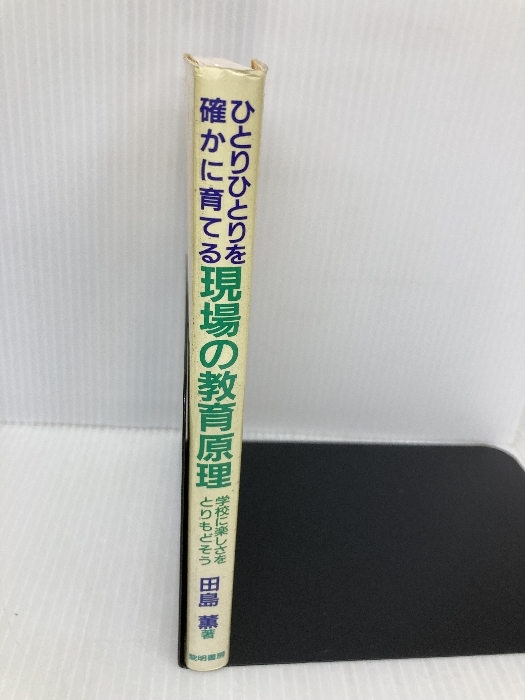 ひとりひとりを
確かに育てる
現場の教育原理
学校に楽しさを
とりもどそう
田島 薫 著
黎明書房